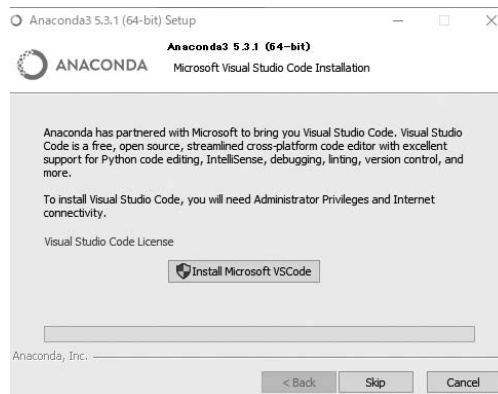 Anaconda3 5.3.1 (64-bit) Setup
Anaconda3 5.3.1 (64-bit)
ANACONDA
Microsoft Visual Studio Code Installation
Anaconda has partnered with Microsoft to bring you Visual Studio Code. Visual Studio
Code is a free, open source, streamlined cross-platform code editor with excellent
support for Python code editing, IntelliSense, debugging, linting, version control, and
more.
To install Visual Studio Code, you will need Administrator Privileges and Internet
connectivity.
Visual Studio Code License
Install Microsoft VSCode
Anaconda, Inc.
< Back
Skip
Cancel